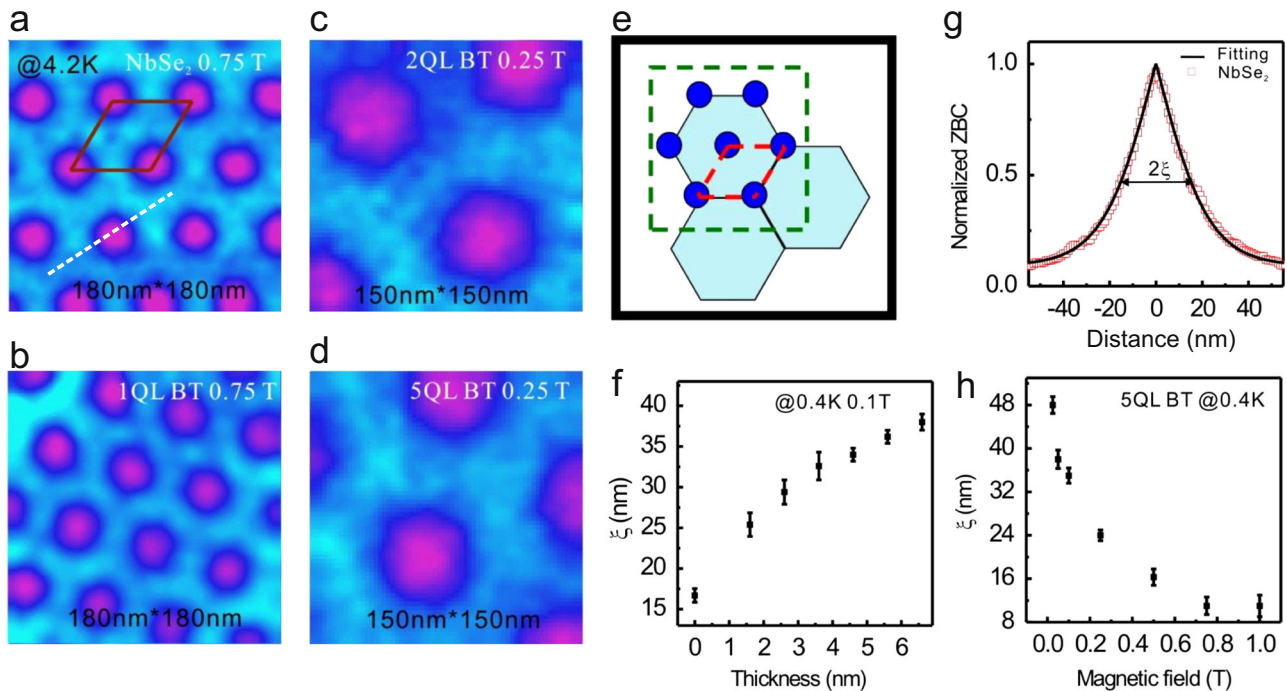 a
@4.2K NbSe₂ 0.75 T
180nm*180nm
b
1QL BT 0.75 T
180nm*180nm
c
2QL BT 0.25 T
150nm*150nm
d
5QL BT 0.25 T
150nm*150nm
e
f
@0.4K 0.1T
40
35
30
25
20
15
ξ (nm)
0 1 2 3 4 5 6
Thickness (nm)
g
Fitting
NbSe₂
2ξ
1.0
0.5
0.0
Normalized ZBC
-40 -20 0 20 40
Distance (nm)
h
5QL BT @0.4K
48
40
32
24
16
8
ξ (nm)
0.0 0.2 0.4 0.6 0.8 1.0
Magnetic field (T)